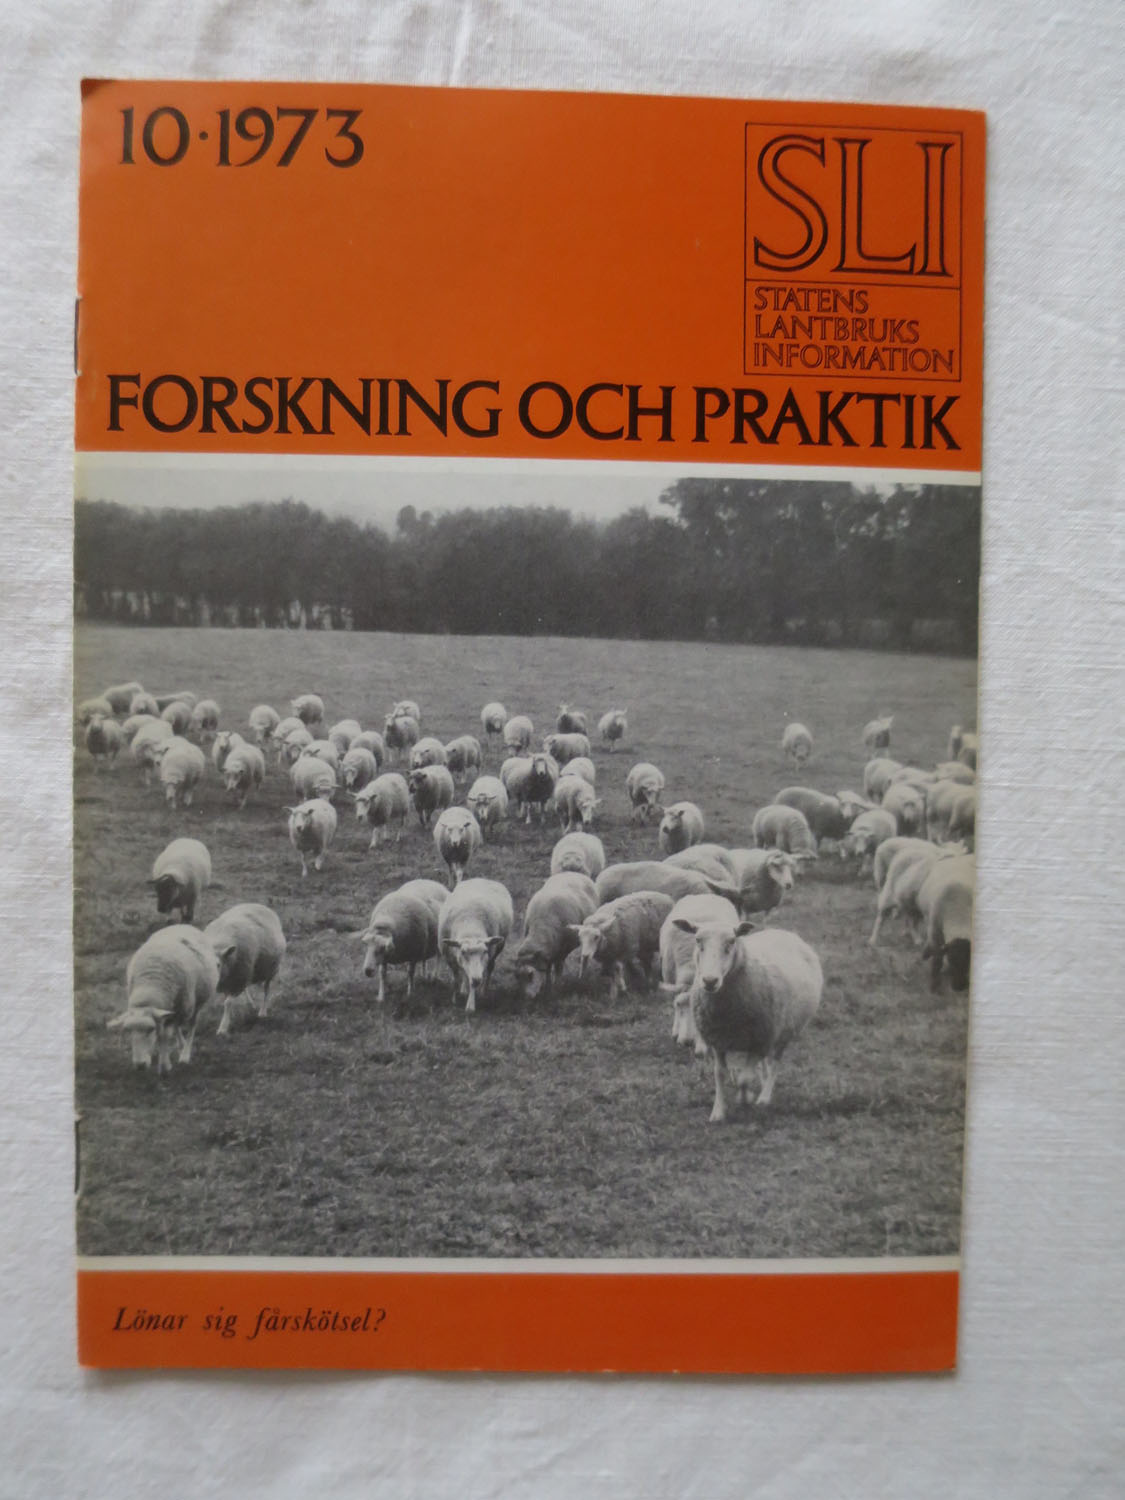 10·1973
SLI
STATENS
LANTBRUKS
INFORMATION
FORSKNING OCH PRAKTIK
Lönar sig fårskötsel?